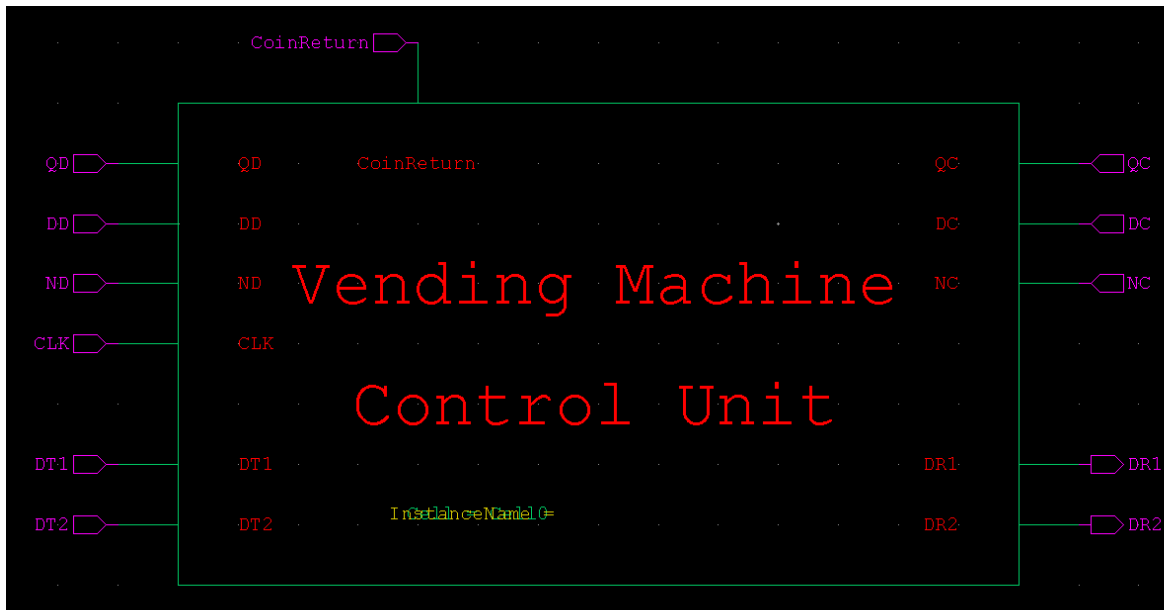 CoinReturn
QD QD CoinReturn QC QC
DD DD DC DC
ND ND Vending Machine NC NC
CLK CLK
Control Unit
DT1 DT1 DR1 DR1
InstanceName =
DT2 DT2 DR2 DR2